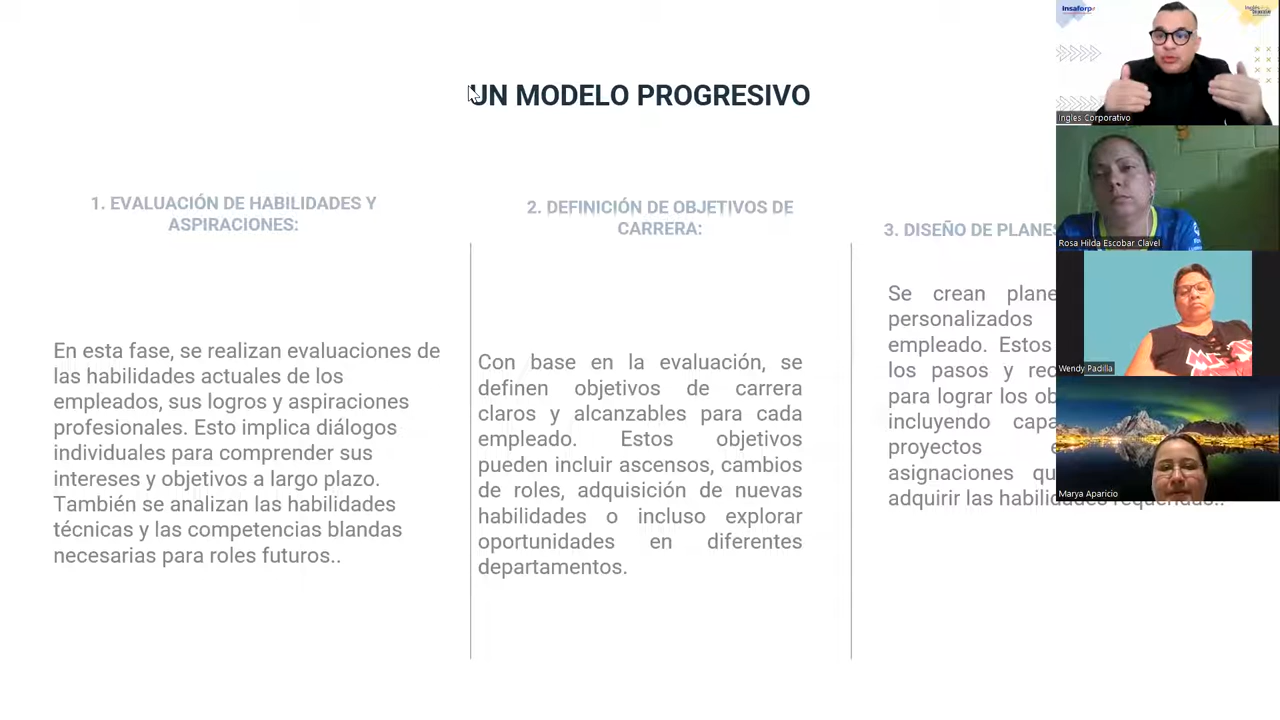 UN MODELO PROGRESIVO
1. EVALUACIÓN DE HABILIDADES Y
ASPIRACIONES:
En esta fase, se realizan evaluaciones de
las habilidades actuales de los
empleados, sus logros y aspiraciones
profesionales. Esto implica diálogos
individuales para comprender sus
intereses y objetivos a largo plazo.
También se analizan las habilidades
técnicas y las competencias blandas
necesarias para roles futuros..
2. DEFINICIÓN DE OBJETIVOS DE
CARRERA:
Con base en la evaluación, se
definen objetivos de carrera
claros y alcanzables para cada
empleado. Estos objetivos
pueden incluir ascensos, cambios
de roles, adquisición de nuevas
habilidades o incluso explorar
oportunidades en diferentes
departamentos.
3. DISEÑO DE PLANES
Se crean plane
personalizados
empleado. Estos
los pasos y rec
para lograr los ob
incluyendo capa
proyectos e
asignaciones qu
adquirir las habilidades requeridas..
insaforp
Ingles Corporativo
Rosa Hilda Escobar Clavel
Wendy Padilla
Marya Aparicio